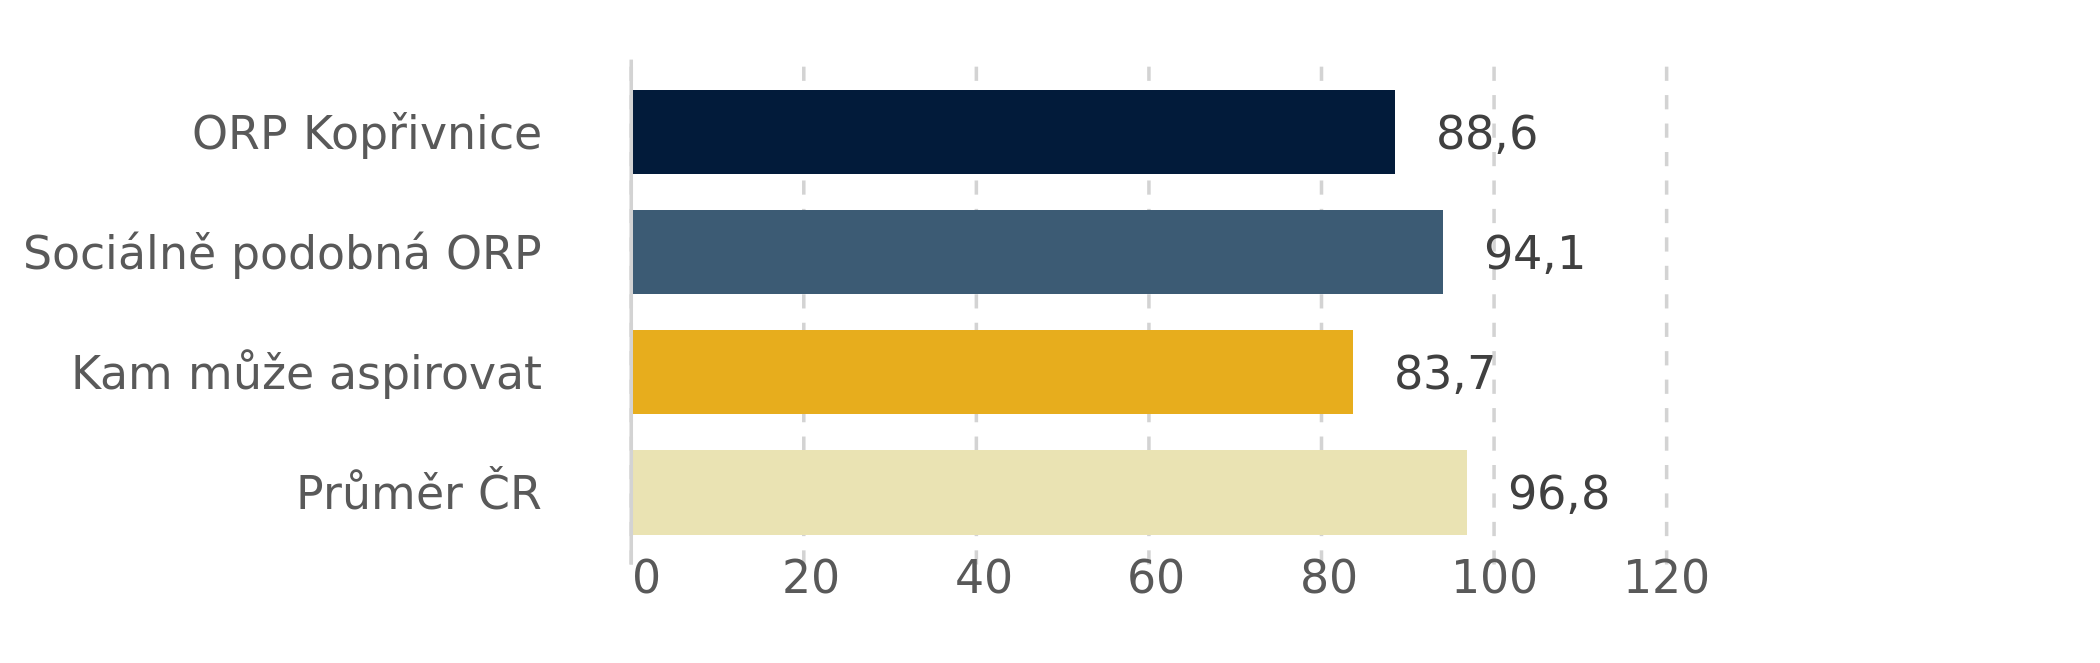 ORP Kopřivnice 88,6
Sociálně podobná ORP 94,1
Kam může aspirovat 83,7
Průměr ČR 96,8
0 20 40 60 80 100 120